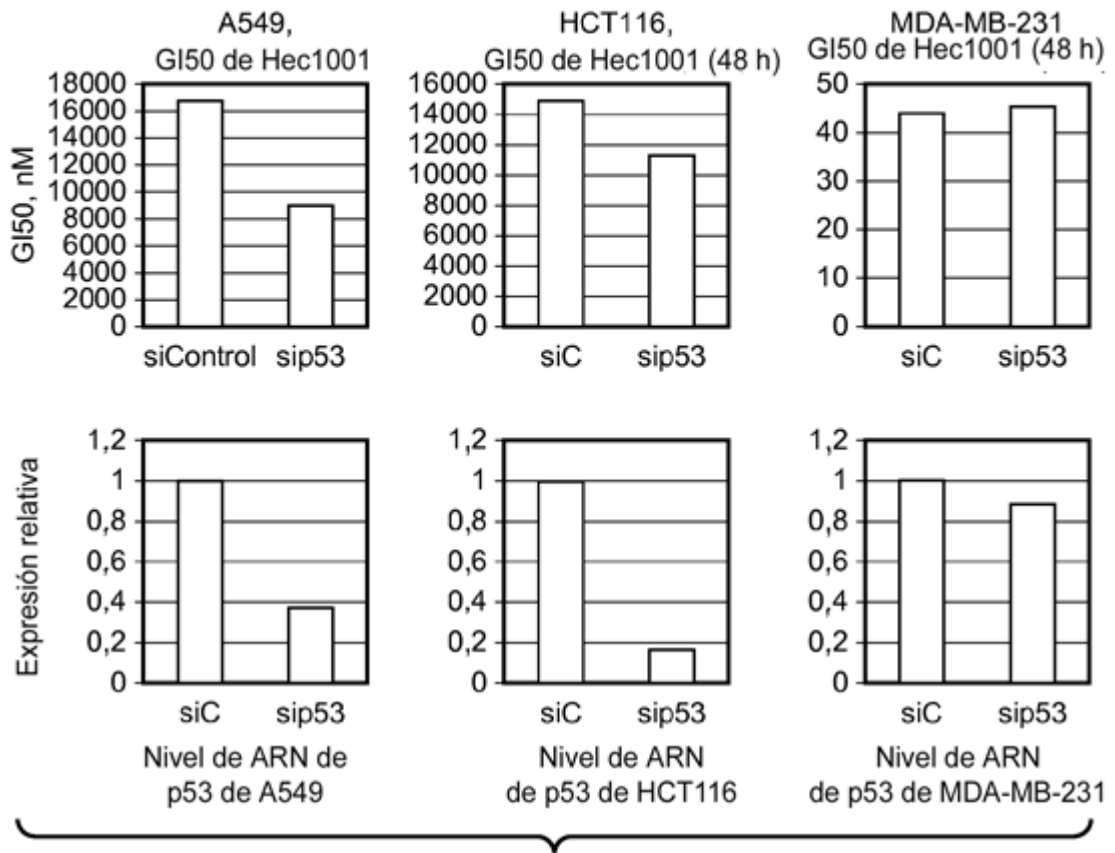 A549,
GI50 de Hec1001
HCT116,
GI50 de Hec1001 (48 h)
MDA-MB-231
GI50 de Hec1001 (48 h)
GI50, nM
18000
16000
18000
14000
12000
10000
8000
6000
4000
2000
0
siControl sip53
16000
14000
12000
10000
8000
6000
4000
2000
0
siC sip53
50
40
30
20
10
0
siC sip53
Expresión relativa
1,2
1
0,8
0,6
0,4
0,2
0
siC sip53
Nivel de ARN de
p53 de A549
1,2
1
0,8
0,6
0,4
0,2
0
siC sip53
Nivel de ARN
de p53 de HCT116
1,2
1
0,8
0,6
0,4
0,2
0
siC sip53
Nivel de ARN
de p53 de MDA-MB-231